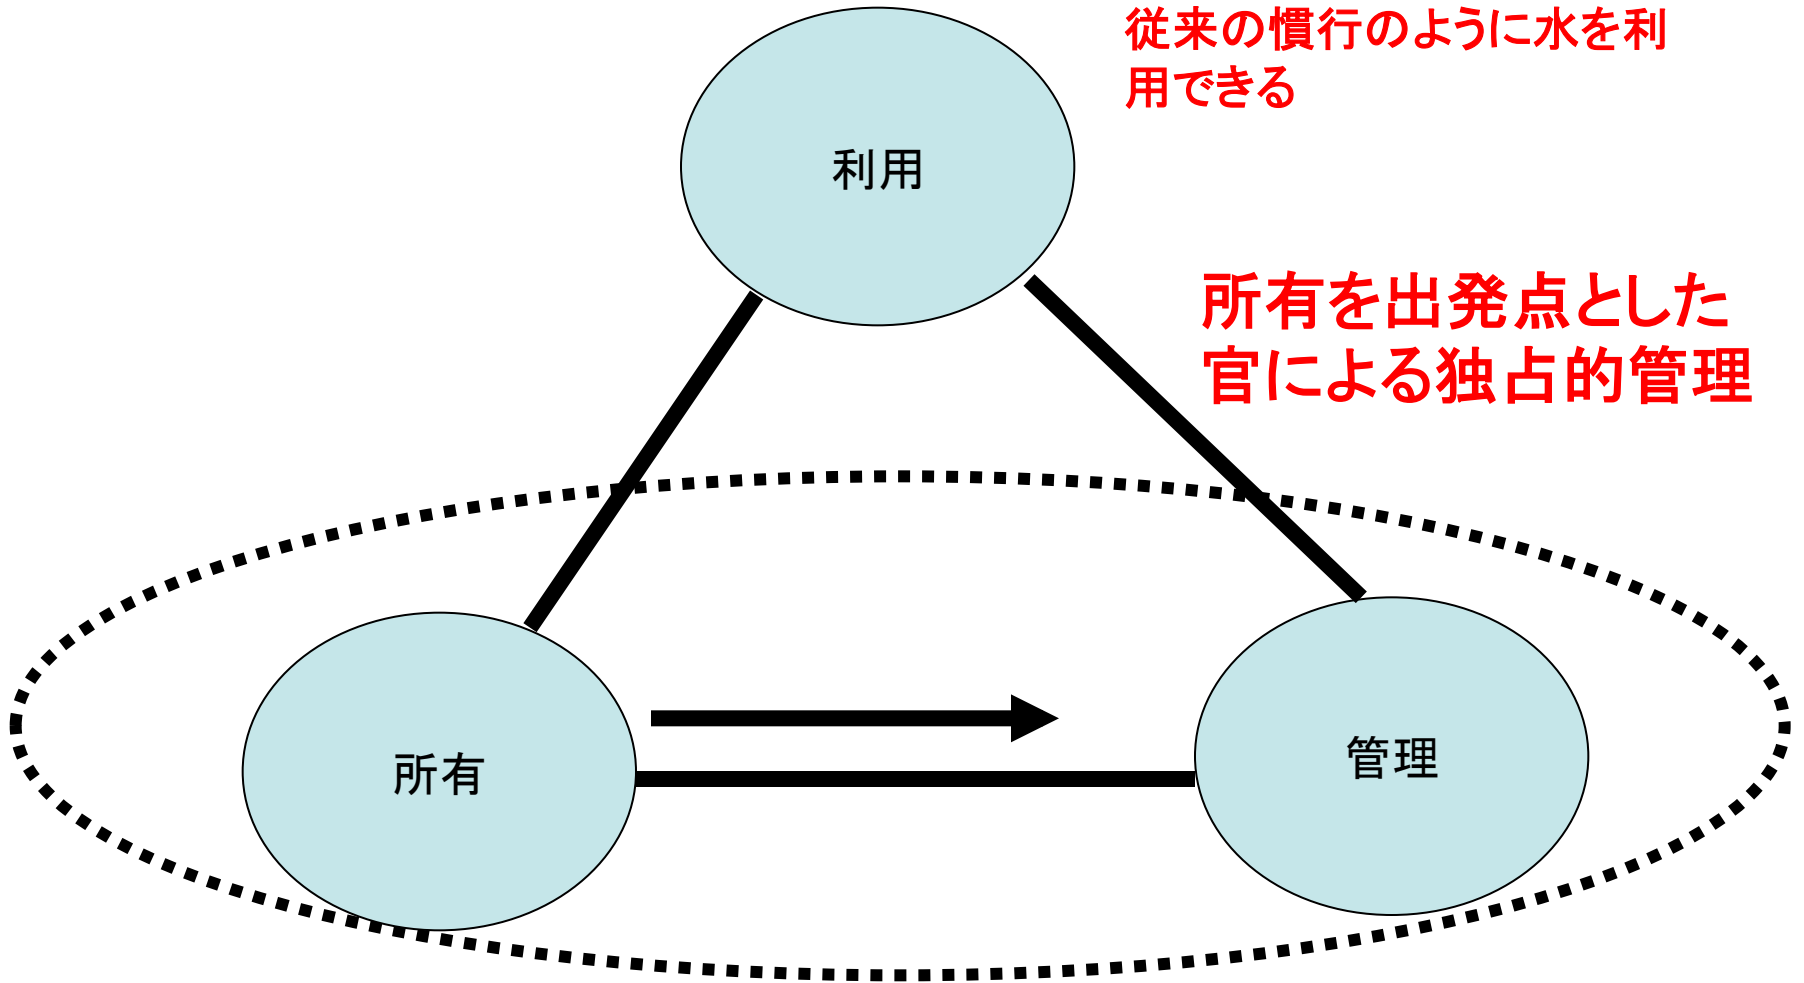 従来の慣行のように水を利
用できる
利用
所有を出発点とした
官による独占的管理
所有
管理